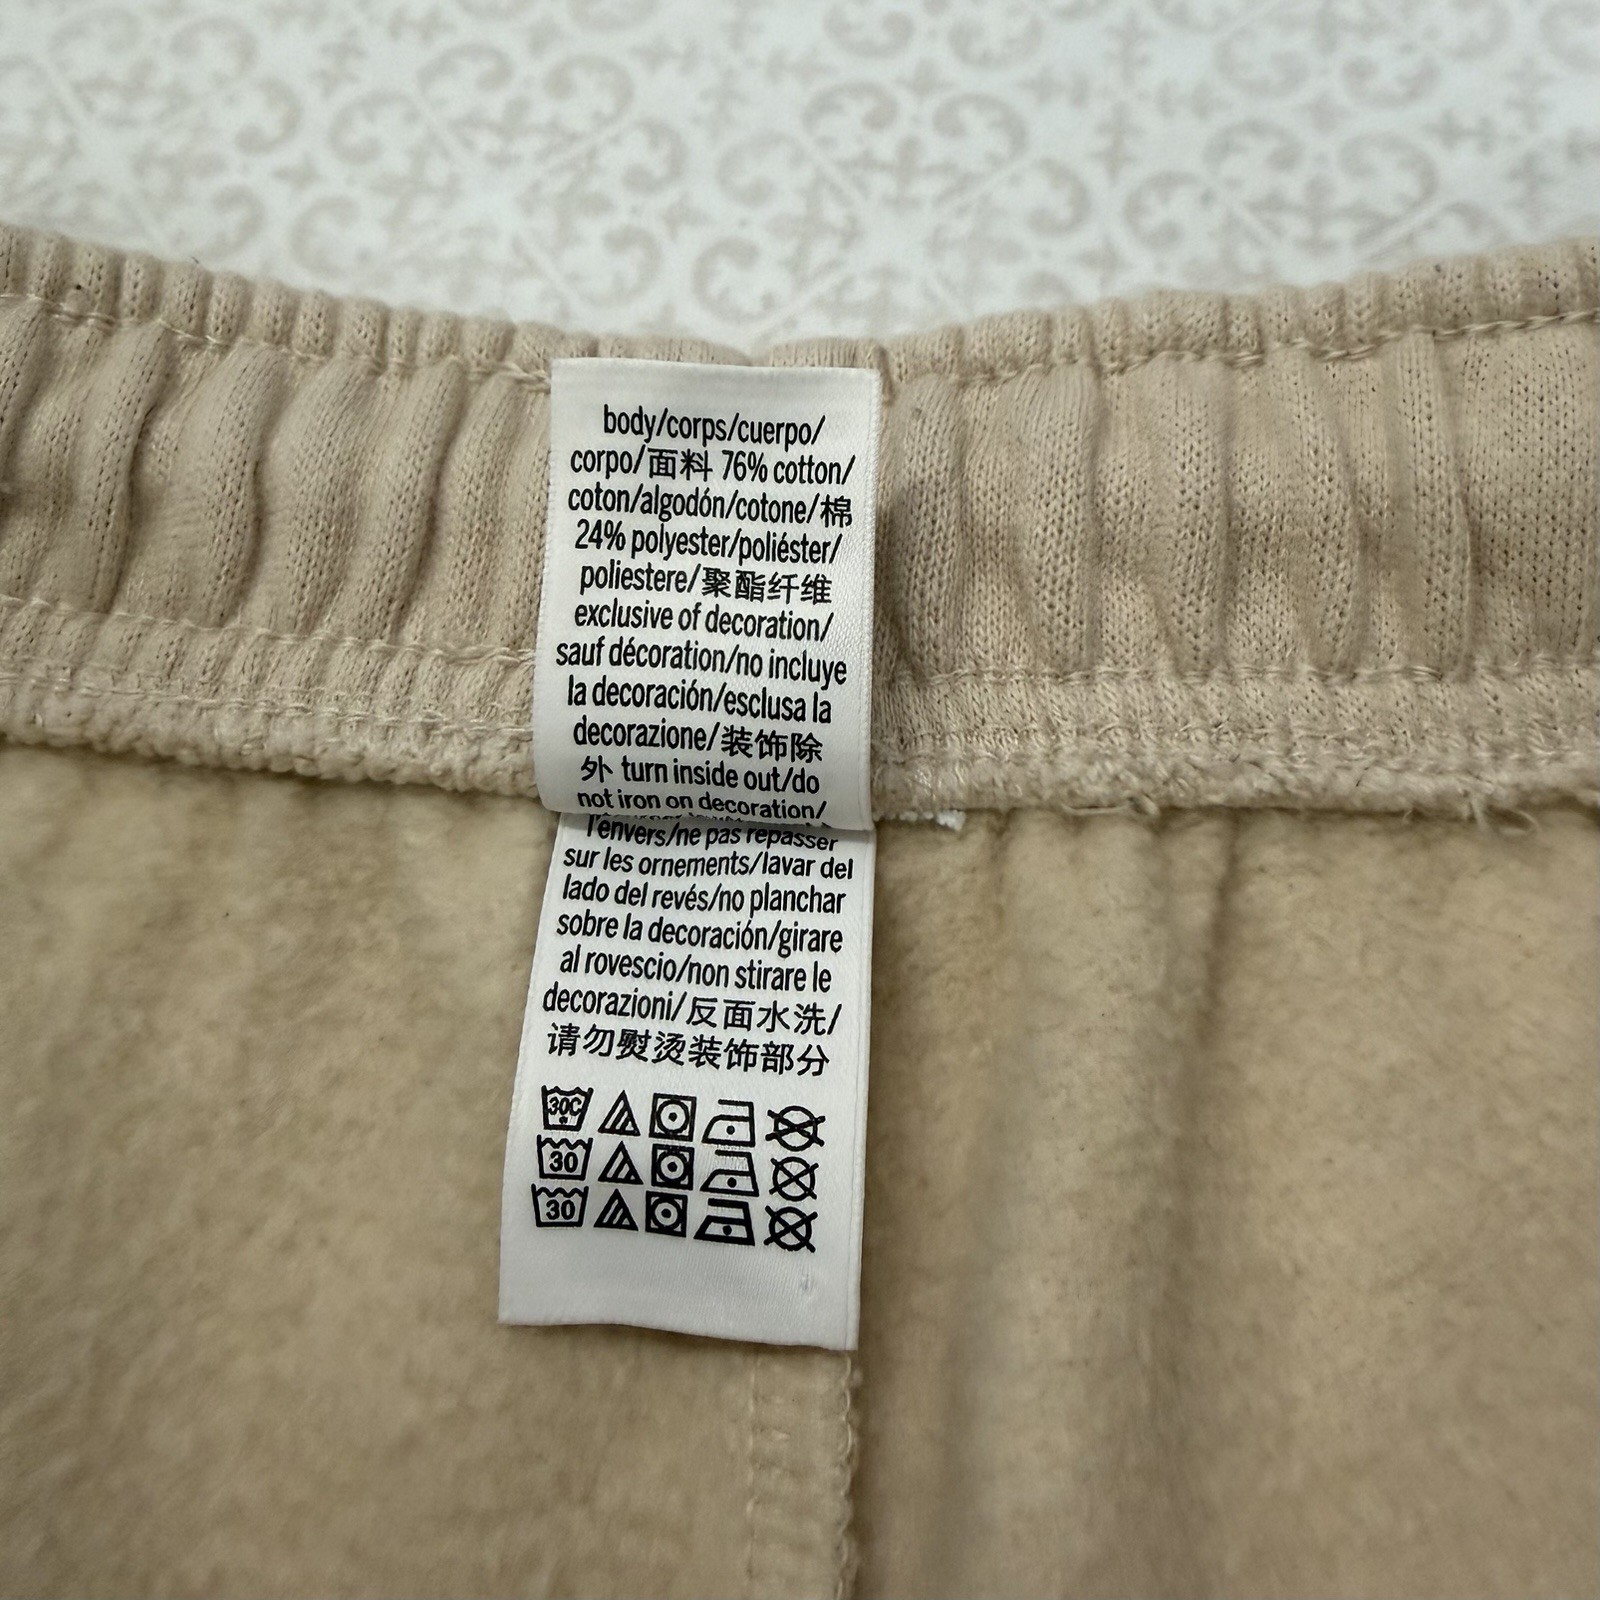 body/corps/cuerpo/
corpo/面料 76% cotton/
coton/algodón/cotone/棉
24% polyester/poliéster/
poliestere/聚酯纤维
exclusive of decoration/
sauf décoration/no incluye
la decoración/esclusa la
decorazione/装饰除
外 turn inside out/do
not iron on decoration/
l'envers/ne pas repasser
sur les ornements/lavar del
lado del revés/no planchar
sobre la decoración/girare
al rovescio/non stirare le
decorazioni/反面水洗/
请勿熨烫装饰部分
30C
30
30